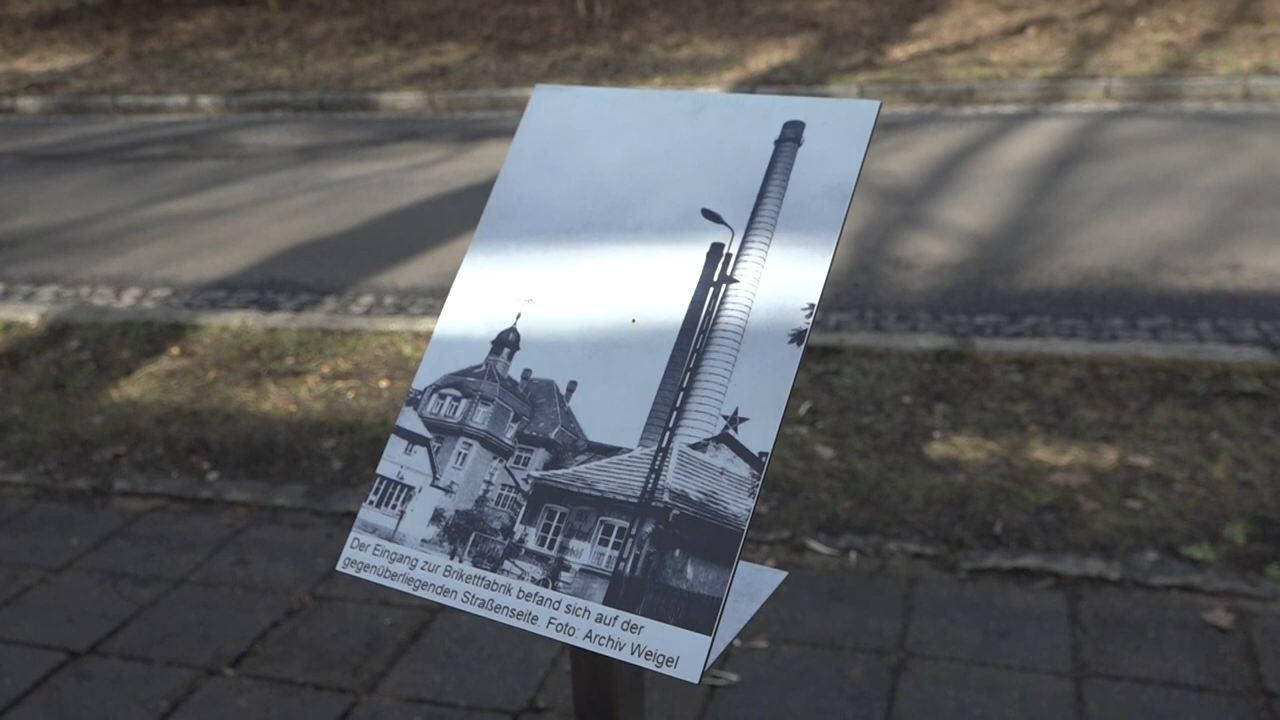 Der Eingang zur Brikettfabrik befand sich auf der
gegenüberliegenden Straßenseite. Foto: Archiv Weigel